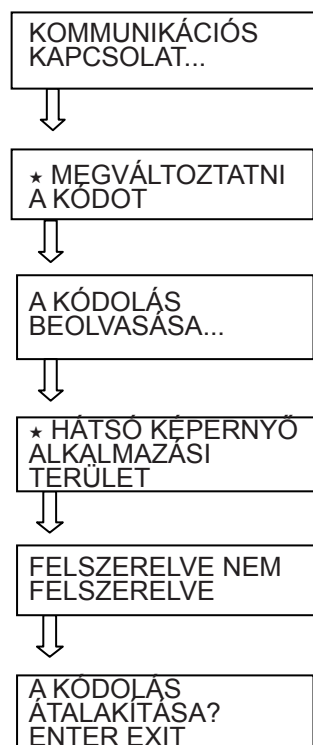 KOMMUNIKÁCIÓS
KAPCSOLAT...
★ MEGVÁLTOZTATNI
A KÓDOT
A KÓDOLÁS
BEOLVASÁSA...
★ HÁTSÓ KÉPERNYŐ
ALKALMAZÁSI
TERÜLET
FELSZERELVE NEM
FELSZERELVE
A KÓDOLÁS
ÁTALAKÍTÁSA?
ENTER EXIT